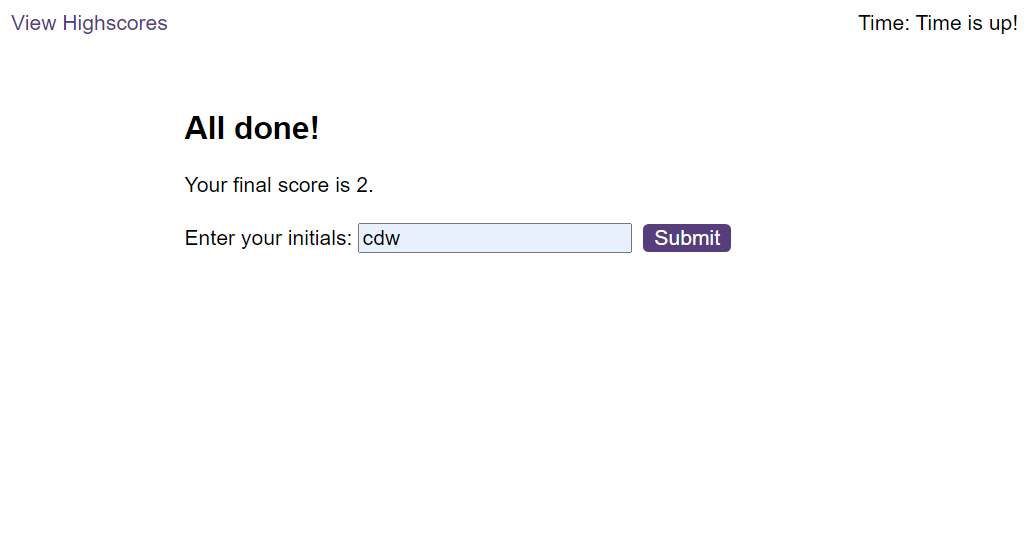 View Highscores
Time: Time is up!
All done!
Your final score is 2.
Enter your initials: cdw Submit